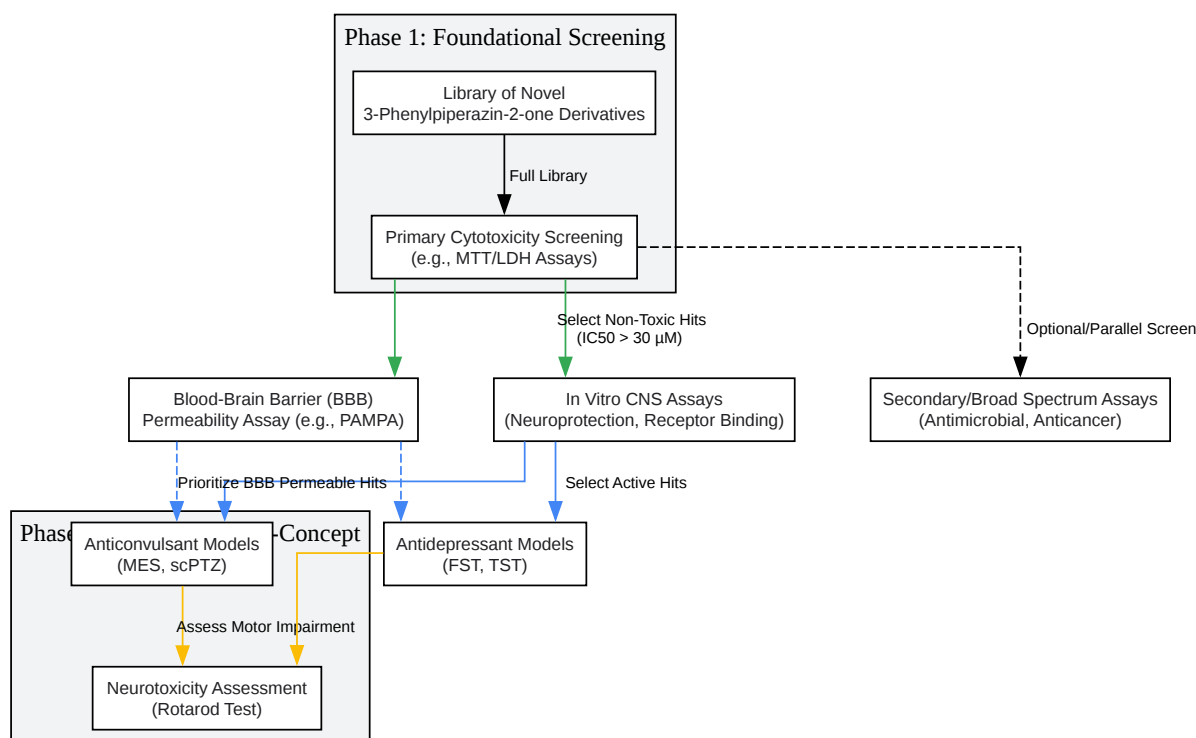 Phase 1: Foundational Screening
Library of Novel
3-Phenylpiperazin-2-one Derivatives
Full Library
Primary Cytotoxicity Screening
(e.g., MTT/LDH Assays)
Select Non-Toxic Hits
(IC50 > 30 µM)
Optional/Parallel Screen
Blood-Brain Barrier (BBB)
Permeability Assay (e.g., PAMPA)
In Vitro CNS Assays
(Neuroprotection, Receptor Binding)
Secondary/Broad Spectrum Assays
(Antimicrobial, Anticancer)
Prioritize BBB Permeable Hits
Select Active Hits
Phase -Concept
Anticonvulsant Models
(MES, scPTZ)
Antidepressant Models
(FST, TST)
Assess Motor Impairment
Neurotoxicity Assessment
(Rotarod Test)